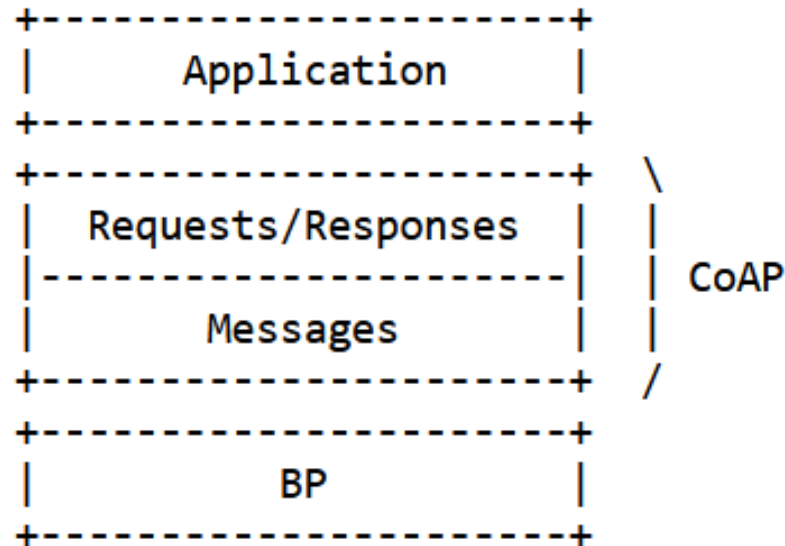 +----------------------+
|      Application     |
+----------------------+
+----------------------+  \
|  Requests/Responses  |  |
|----------------------|  | CoAP
|       Messages       |  |
+----------------------+  /
+----------------------+
|          BP          |
+----------------------+